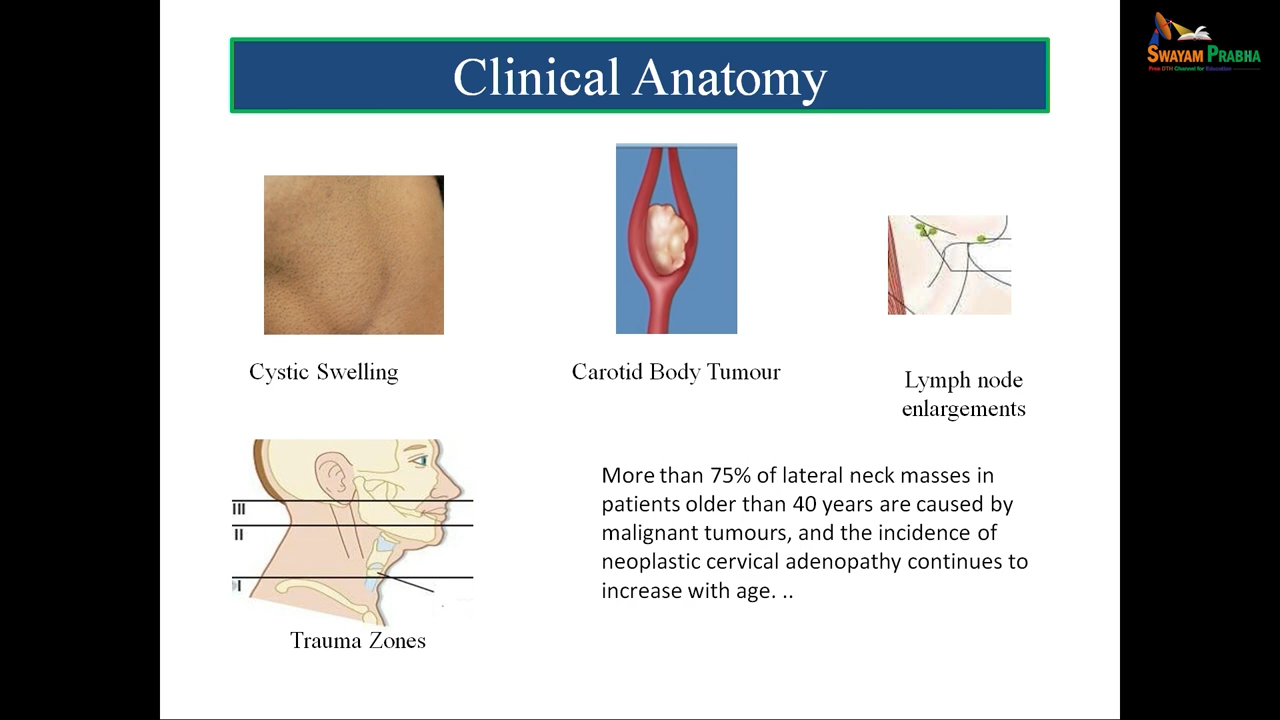 SWAYAM PRABHA
Free DTH Channel for Education
Clinical Anatomy
Cystic Swelling
Carotid Body Tumour
Lymph node
enlargements
III
II
I
Trauma Zones
More than 75% of lateral neck masses in
patients older than 40 years are caused by
malignant tumours, and the incidence of
neoplastic cervical adenopathy continues to
increase with age. ..